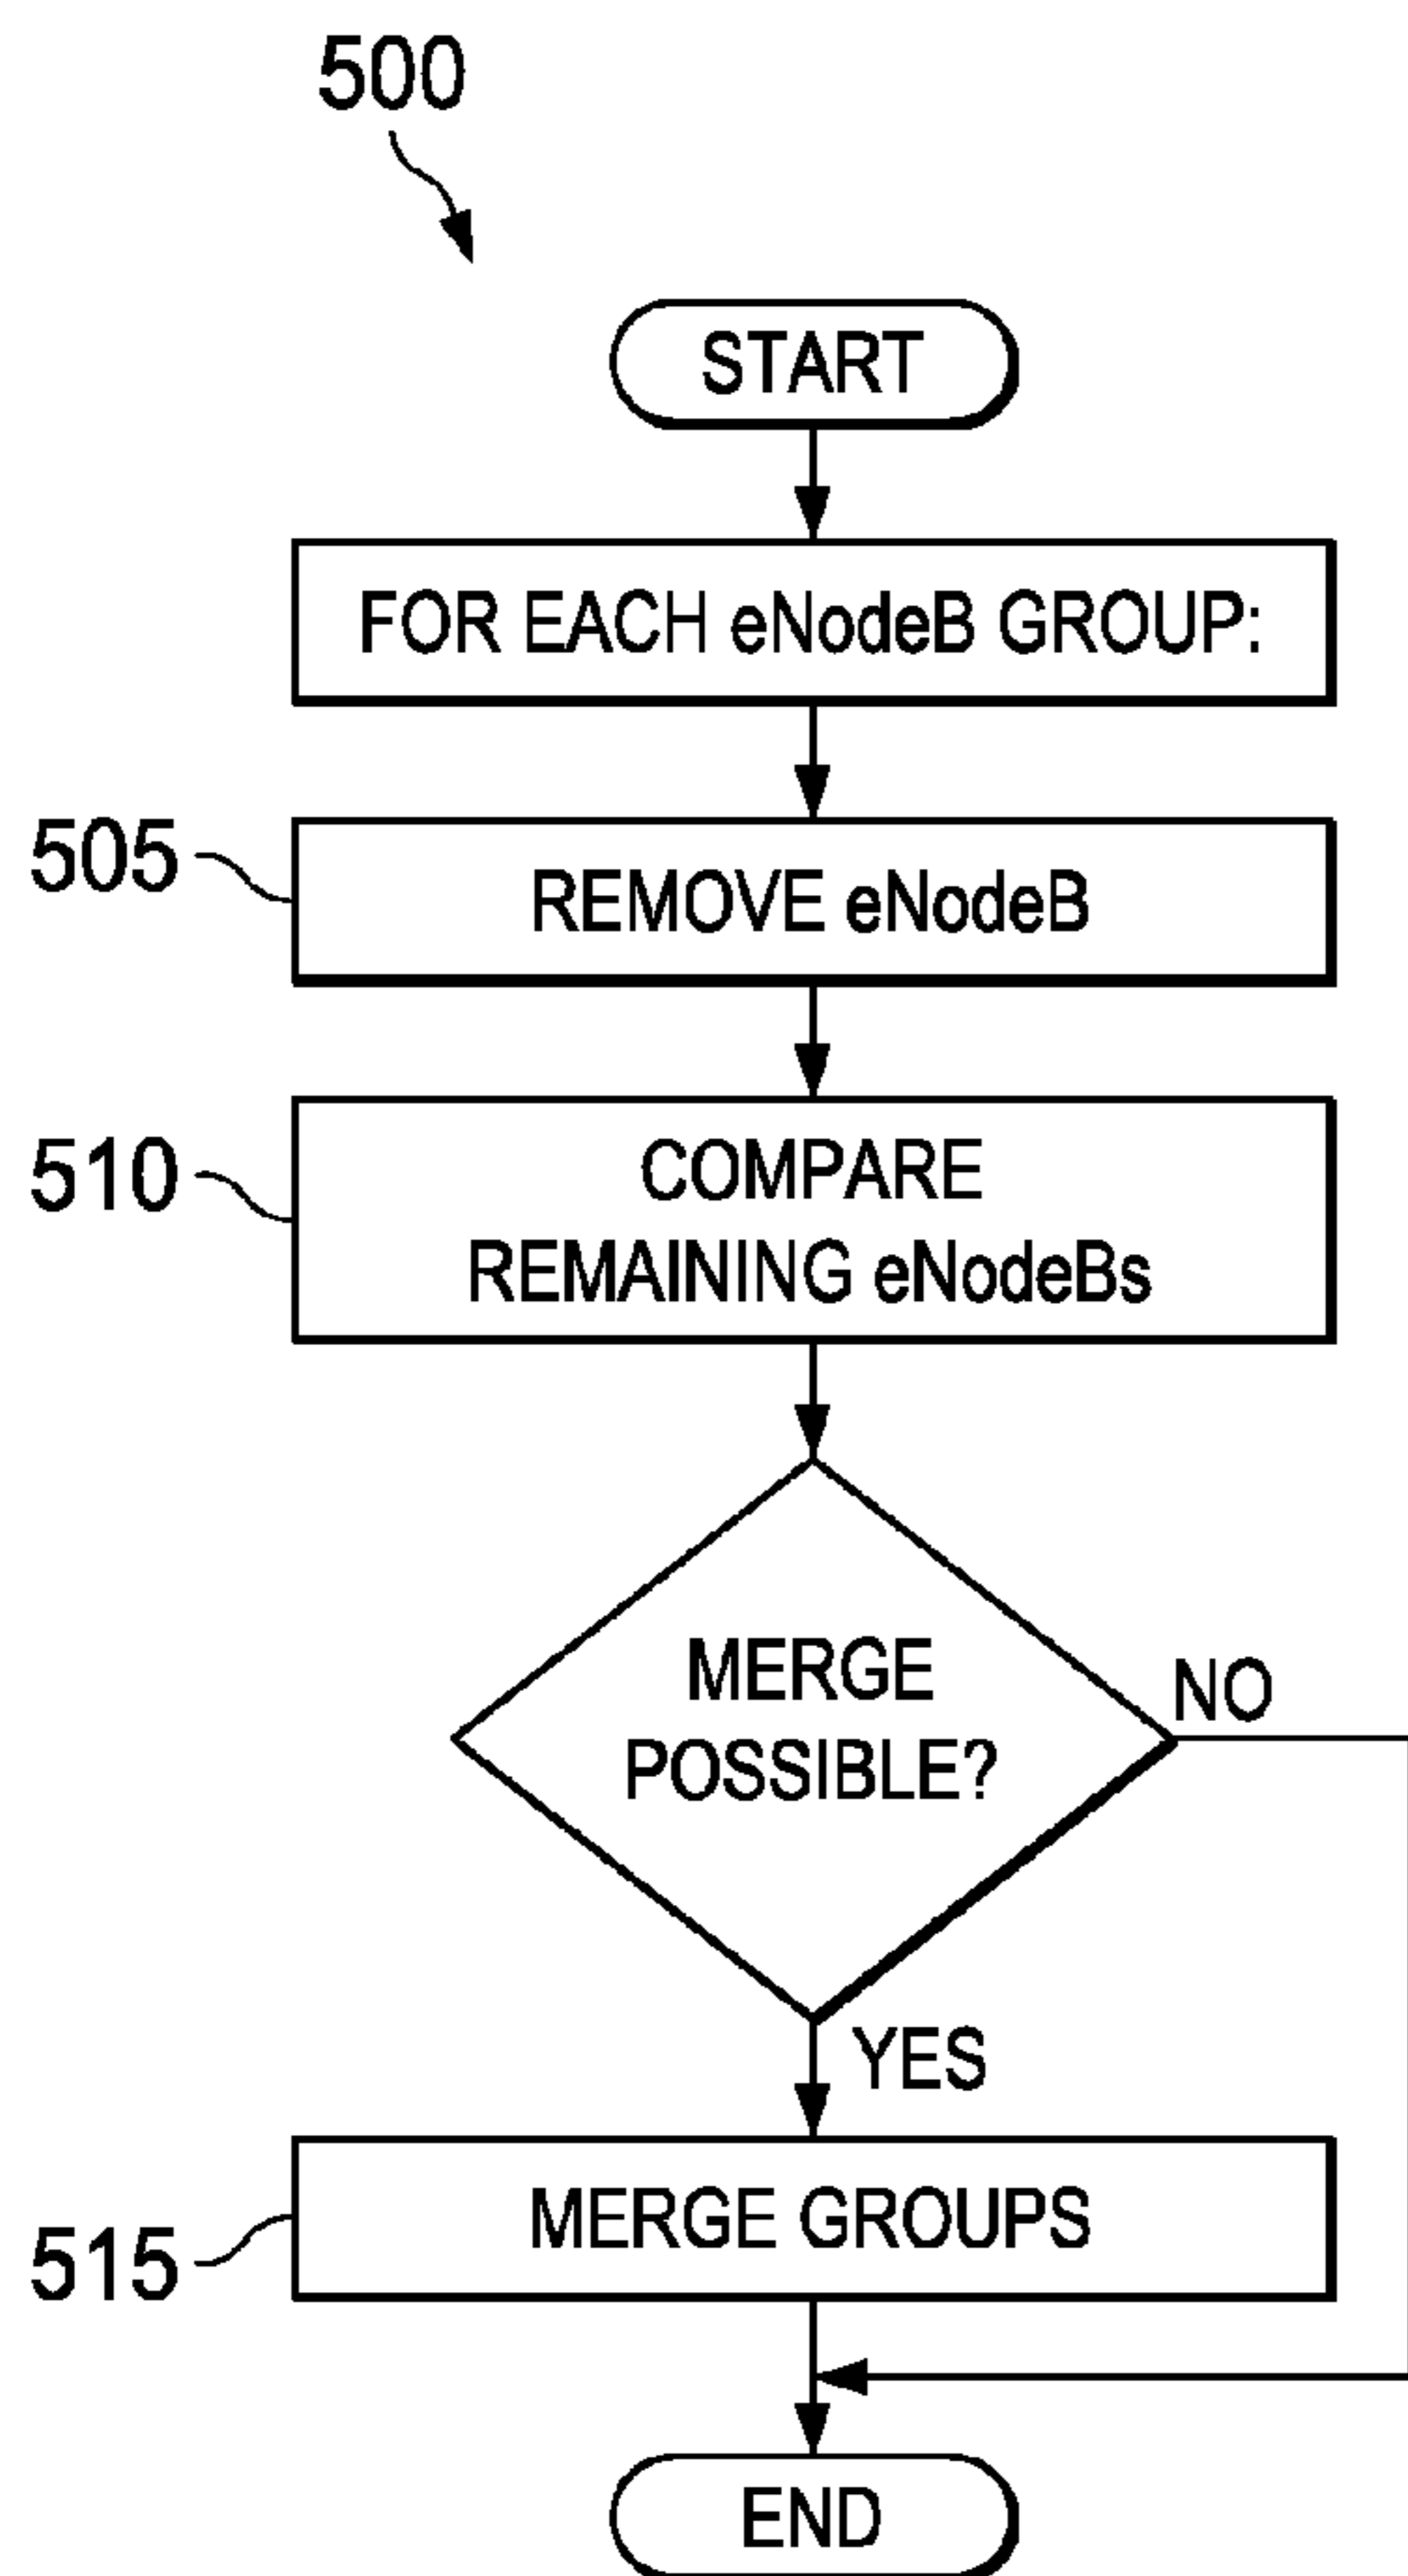 500
START
FOR EACH eNodeB GROUP:
505
REMOVE eNodeB
510
COMPARE
REMAINING eNodeBs
MERGE
POSSIBLE?
NO
YES
MERGE GROUPS
515
END